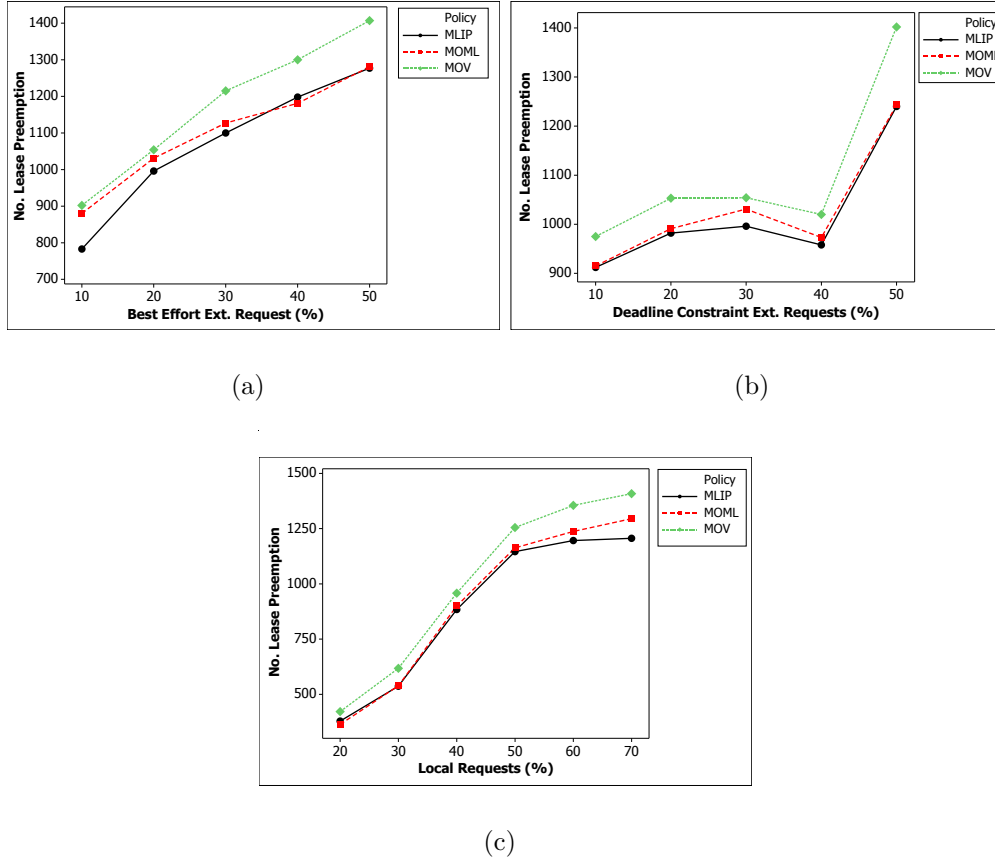 1400
1300
1200
1100
1000
900
800
700
No. Lease Preemption
10 20 30 40 50
Best Effort Ext. Request (%)
Policy
MLIP
MOML
MOV
(a)
1400
1300
1200
1100
1000
900
No. Lease Preemption
10 20 30 40 50
Deadline Constraint Ext. Requests (%)
Policy
MLIP
MOML
MOV
(b)
1500
1250
1000
750
500
No. Lease Preemption
20 30 40 50 60 70
Local Requests (%)
Policy
MLIP
MOML
MOV
(c)